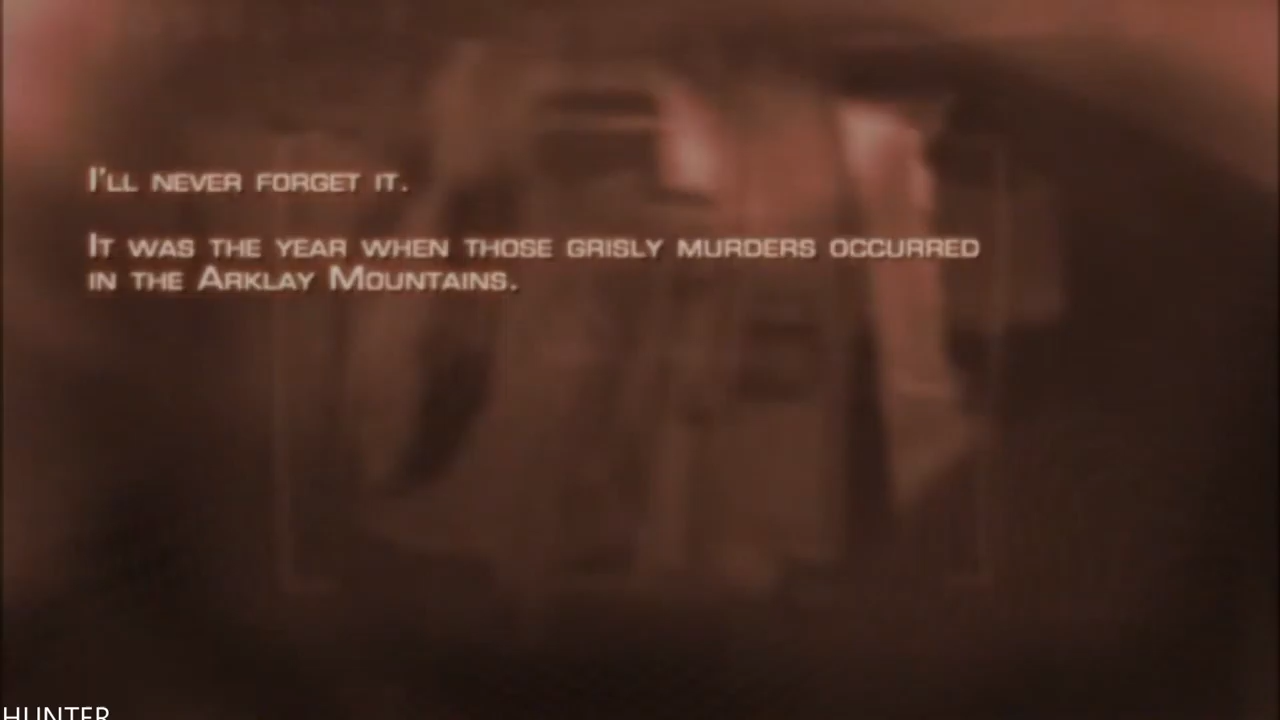 I'll never forget it.
It was the year when those grisly murders occurred
in the Arklay Mountains.
HUNTER